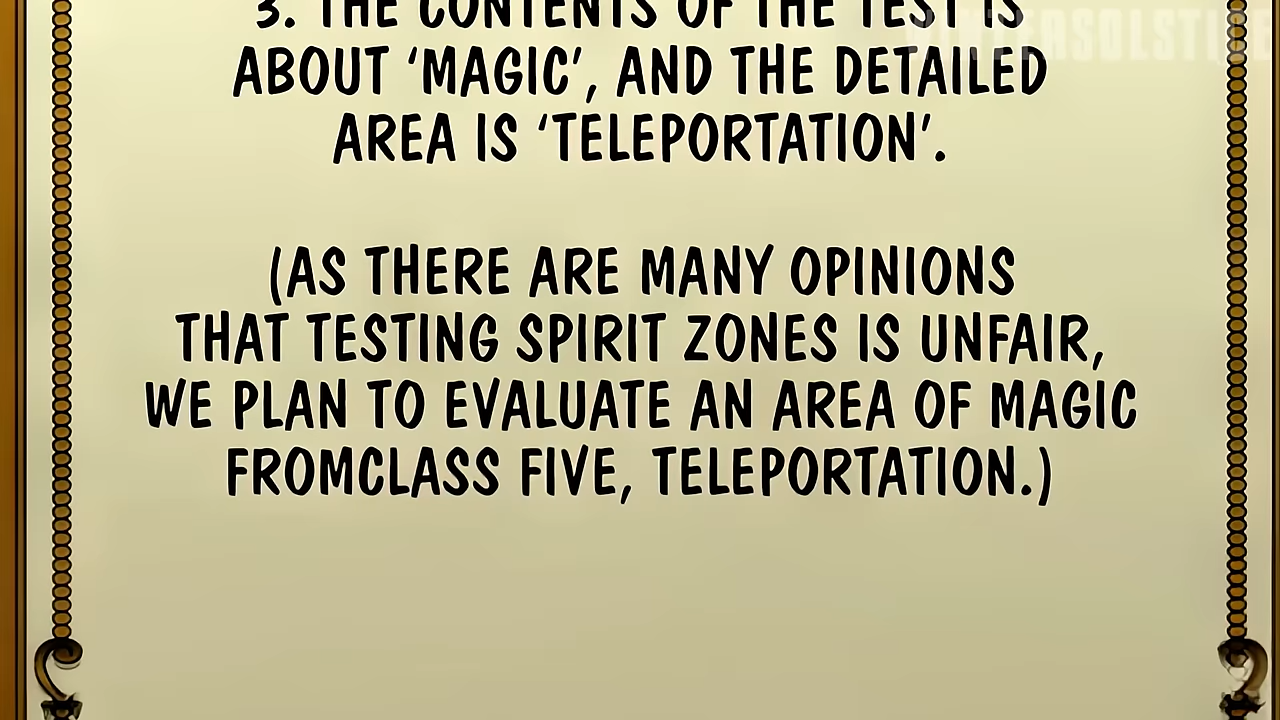 3. THE CONTENTS OF THE TEST IS
ABOUT ‘MAGIC’, AND THE DETAILED
AREA IS ‘TELEPORTATION’.
(AS THERE ARE MANY OPINIONS
THAT TESTING SPIRIT ZONES IS UNFAIR,
WE PLAN TO EVALUATE AN AREA OF MAGIC
FROMCLASS FIVE, TELEPORTATION.)